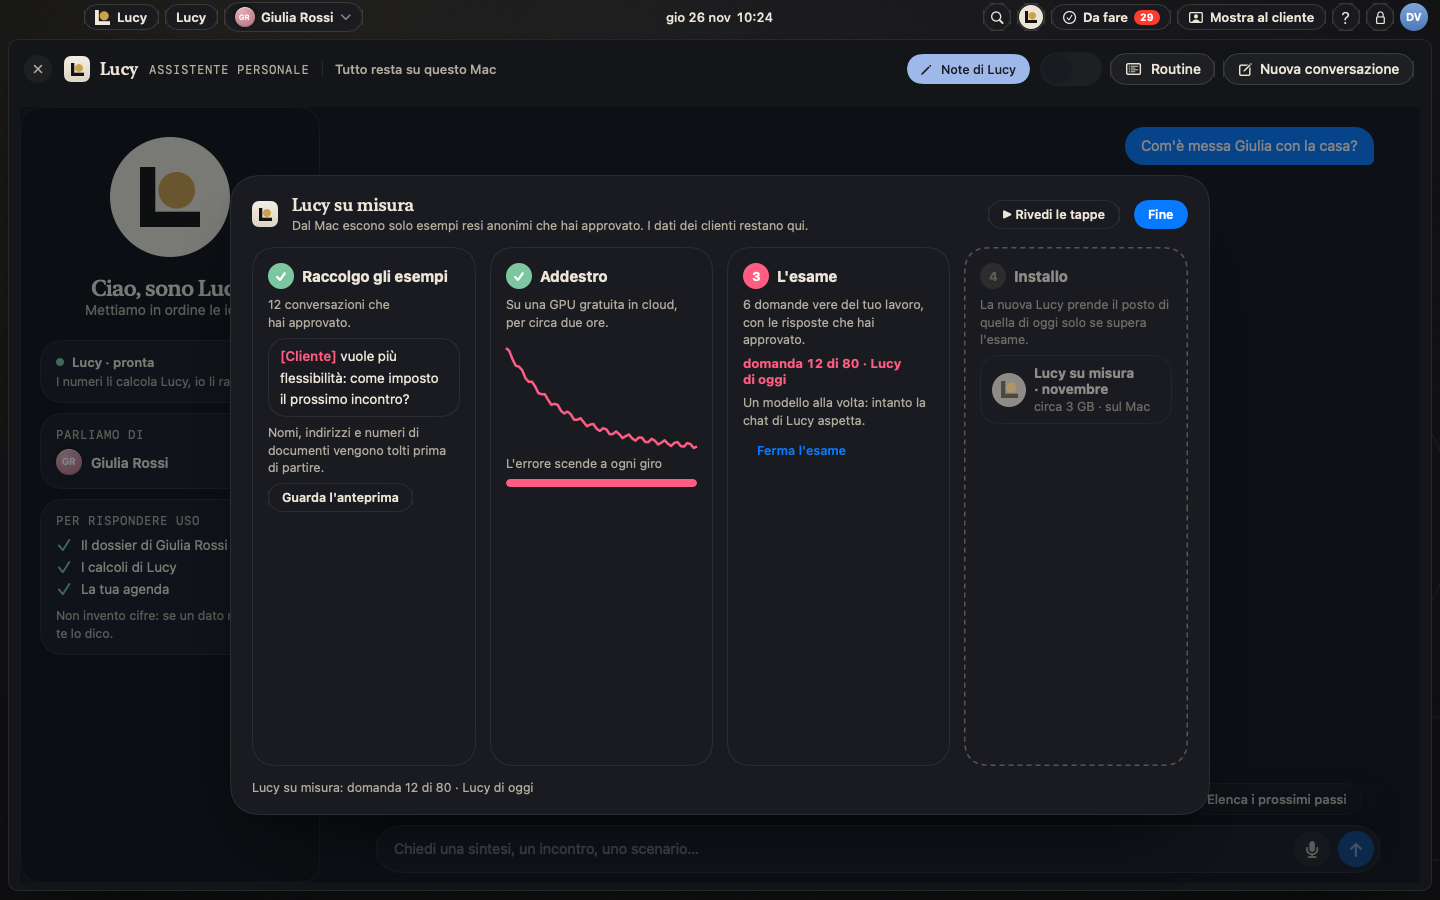 Lucy
Lucy
GR Giulia Rossi
gio 26 nov 10:24
Da fare 29
Mostra al cliente
?
DV
Lucy ASSISTENTE PERSONALE
Tutto resta su questo Mac
Note di Lucy
Routine
Nuova conversazione
Com'è messa Giulia con la casa?
Ciao, sono Luc
Mettiamo in ordine le i
Lucy · pronta
I numeri li calcola Lucy, io li ra
PARLIAMO DI
GR Giulia Rossi
PER RISPONDERE USO
Il dossier di Giulia Rossi
I calcoli di Lucy
La tua agenda
Non invento cifre: se un dato
te lo dico.
Lucy su misura
Dal Mac escono solo esempi resi anonimi che hai approvato. I dati dei clienti restano qui.
Rivedi le tappe
Fine
Raccolgo gli esempi
12 conversazioni che
hai approvato.
[Cliente] vuole più
flessibilità: come imposto
il prossimo incontro?
Nomi, indirizzi e numeri di
documenti vengono tolti prima
di partire.
Guarda l'anteprima
Addestro
Su una GPU gratuita in cloud,
per circa due ore.
L'errore scende a ogni giro
3 L'esame
6 domande vere del tuo lavoro,
con le risposte che hai
approvato.
domanda 12 di 80 · Lucy
di oggi
Un modello alla volta: intanto la
chat di Lucy aspetta.
Ferma l'esame
4 Installo
La nuova Lucy prende il posto di
quella di oggi solo se supera
l'esame.
Lucy su misura
· novembre
circa 3 GB · sul Mac
Lucy su misura: domanda 12 di 80 · Lucy di oggi
Elenca i prossimi passi
Chiedi una sintesi, un incontro, uno scenario...